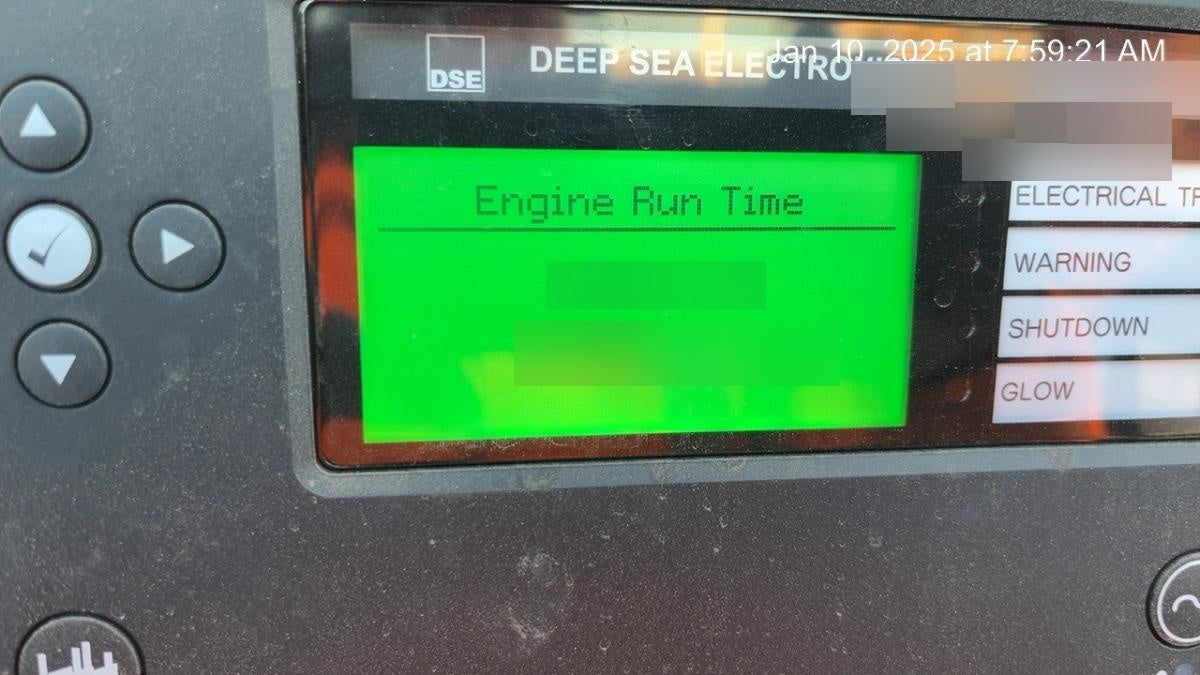 Jan 10, 2025 at 7:59:21 AM
DSE
DEEP SEA ELECTRO
Engine Run Time
ELECTRICAL TR
WARNING
SHUTDOWN
GLOW